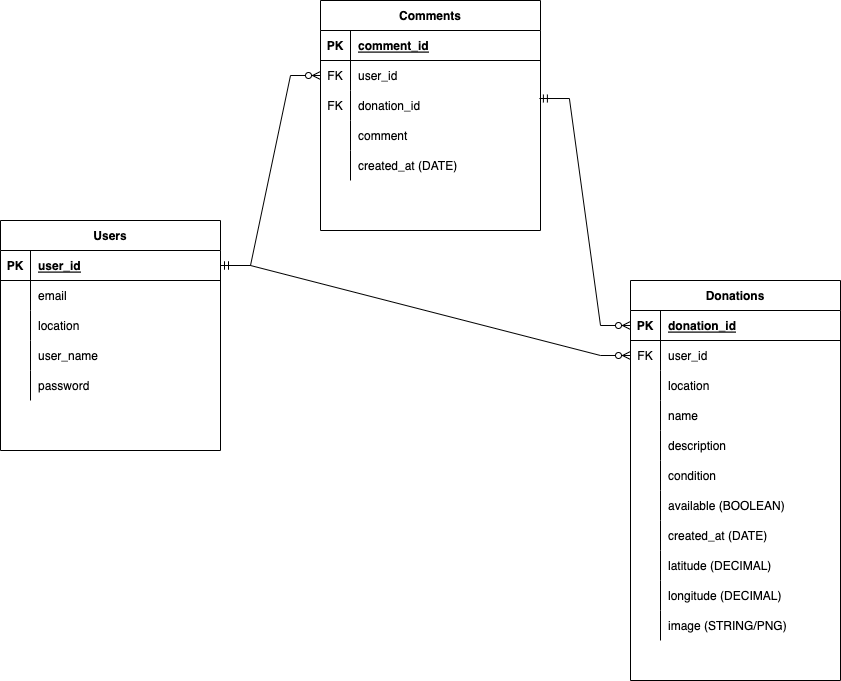 Comments
PK comment_id
FK user_id
FK donation_id
comment
created_at (DATE)
Users
PK user_id
email
location
user_name
password
Donations
PK donation_id
FK user_id
location
name
description
condition
available (BOOLEAN)
created_at (DATE)
latitude (DECIMAL)
longitude (DECIMAL)
image (STRING/PNG)